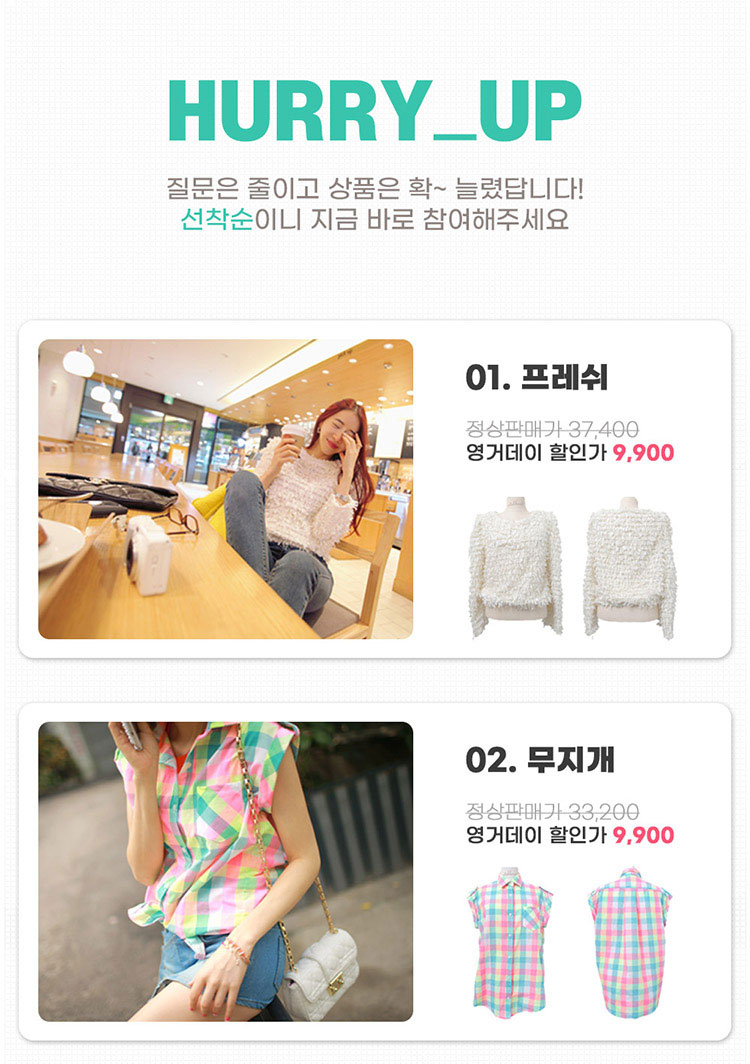 HURRY_UP
질문은 줄이고 상품은 확~ 늘렸답니다!
선착순이니 지금 바로 참여해주세요
01. 프레쉬
정상판매가 37,400
영거데이 할인가 9,900
02. 무지개
정상판매가 33,200
영거데이 할인가 9,900